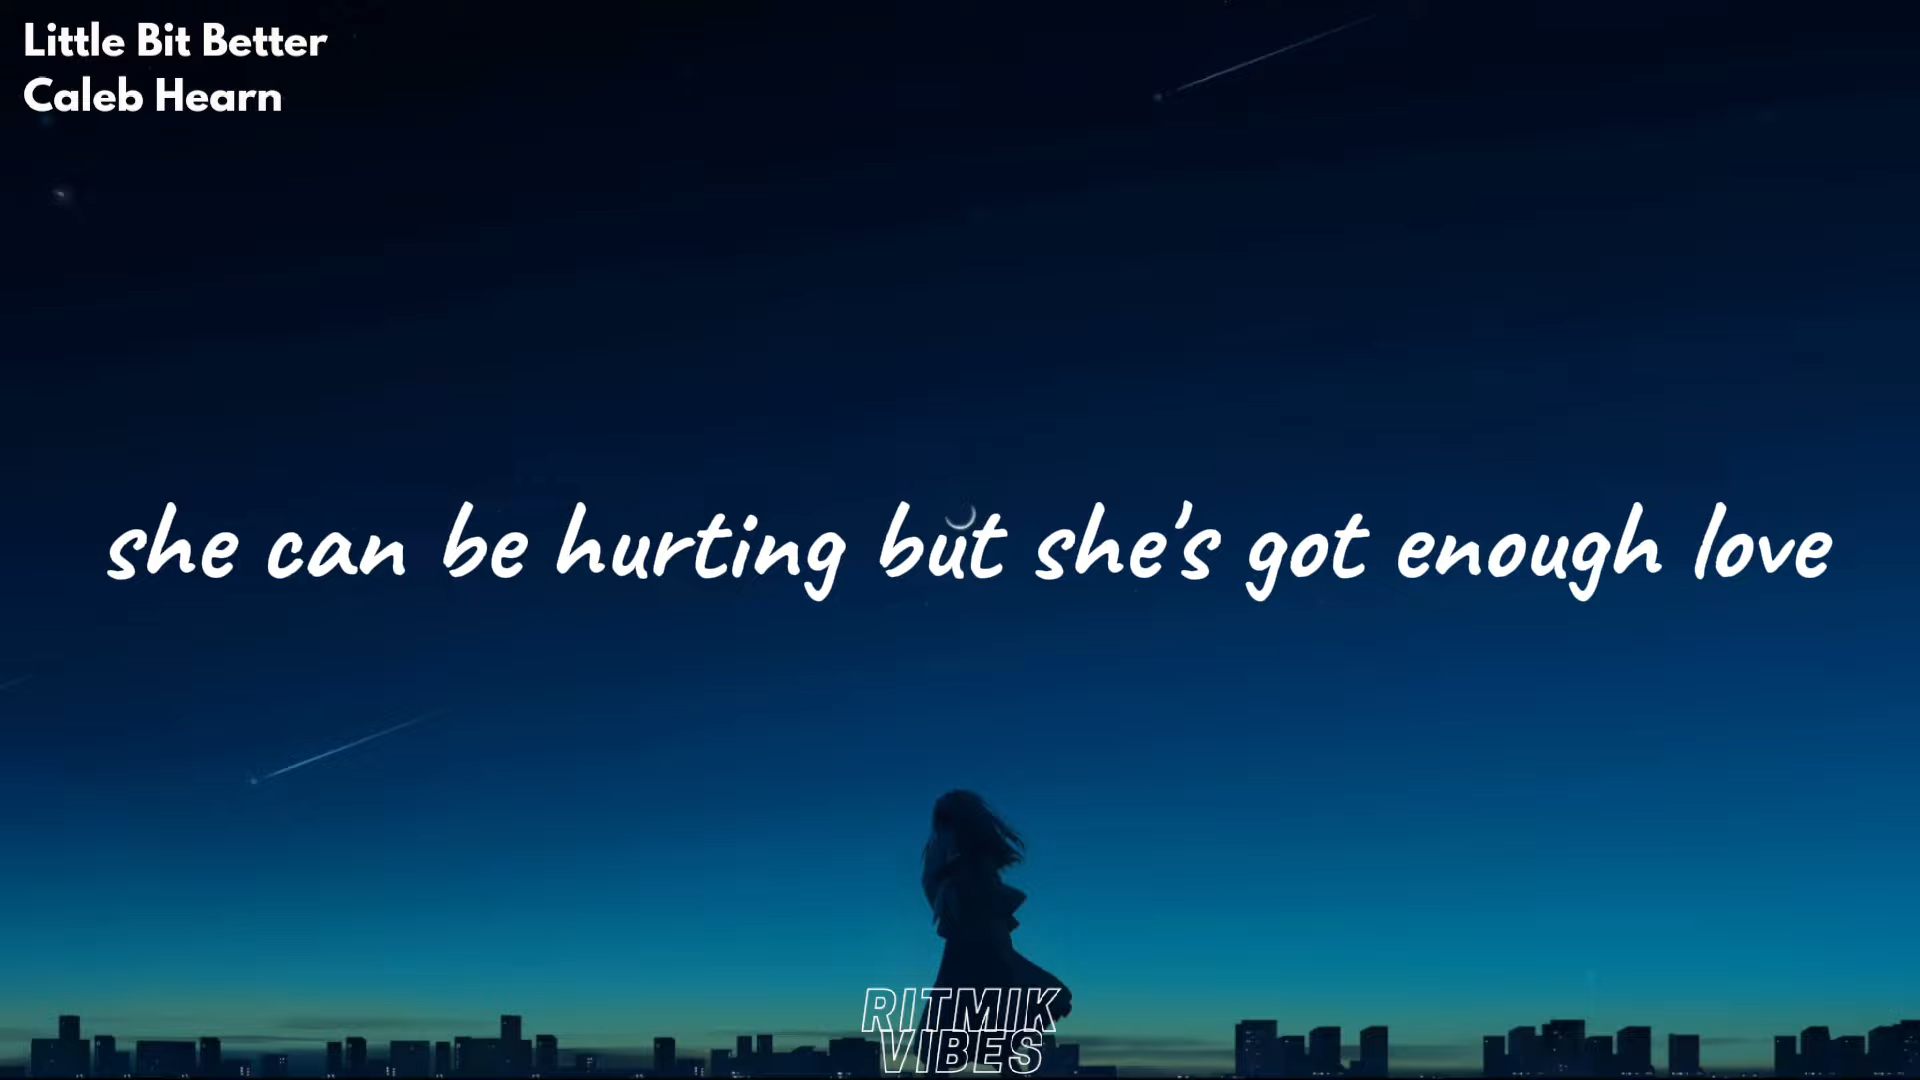 Little Bit Better
Caleb Hearn
she can be hurting but she's got enough love
RITMIK
VIBES